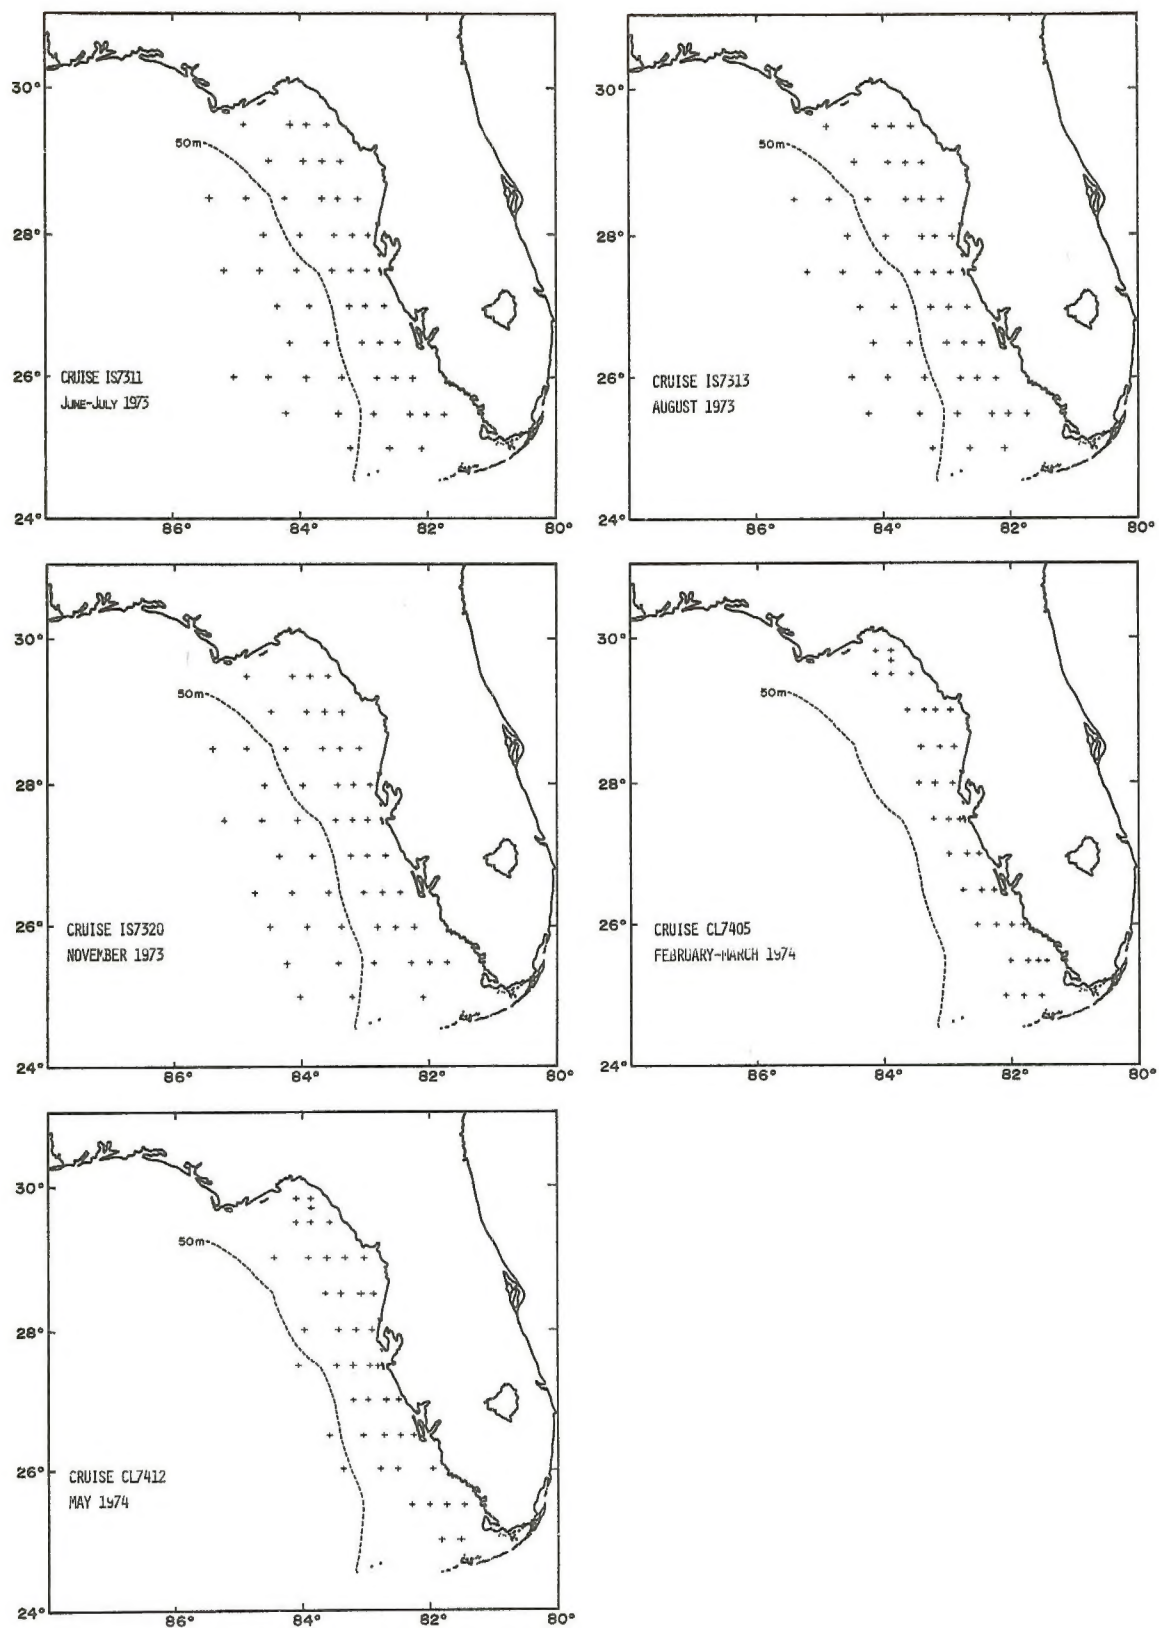 30°
50m
28°
26°
CRUISE IS7311
JUNE-JULY 1973
24°
86°
84°
82°
80°
30°
50m
28°
26°
CRUISE IS7313
AUGUST 1973
24°
86°
84°
82°
80°
30°
50m
28°
26°
CRUISE IS7320
NOVEMBER 1973
24°
86°
84°
82°
80°
30°
50m
28°
26°
CRUISE CL7405
FEBRUARY-MARCH 1974
24°
86°
84°
82°
80°
30°
50m
28°
26°
CRUISE CL7412
MAY 1974
24°
86°
84°
82°
80°